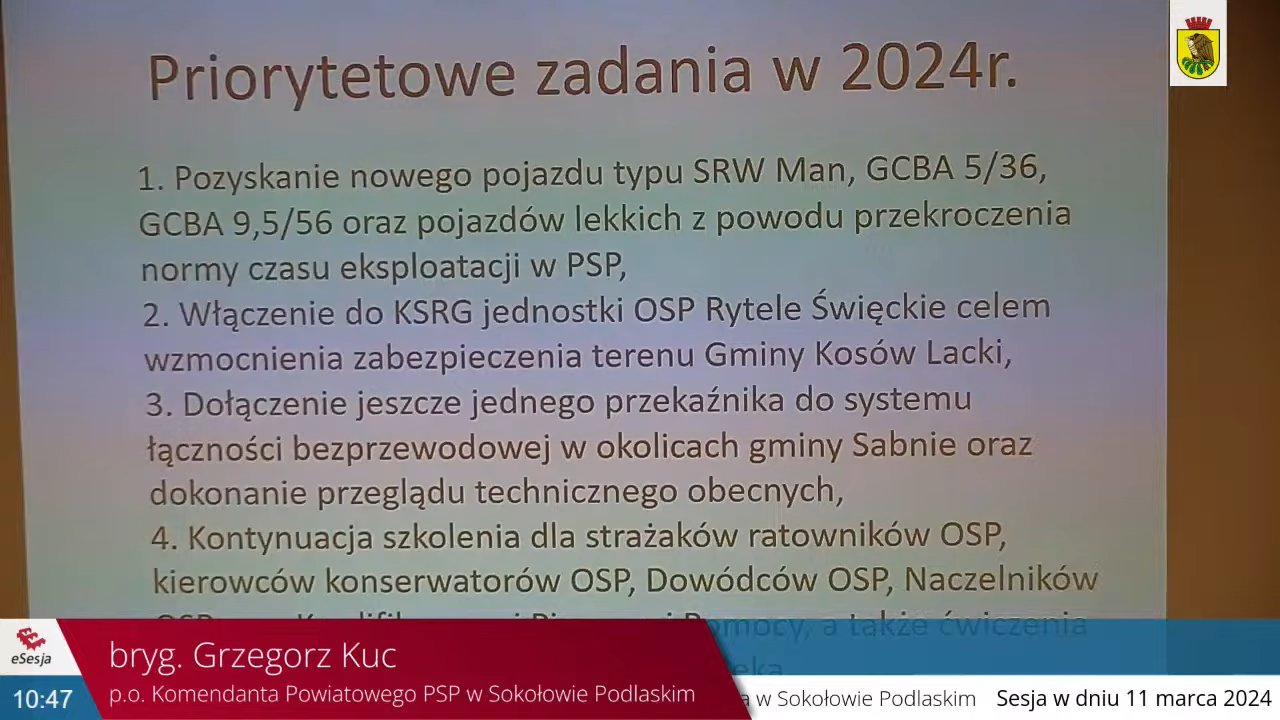 Priorytetowe zadania w 2024r.
1. Pozyskanie nowego pojazdu typu SRW Man, GCBA 5/36,
GCBA 9,5/56 oraz pojazdów lekkich z powodu przekroczenia
normy czasu eksploatacji w PSP,
2. Włączenie do KSRG jednostki OSP Rytele Święckie celem
wzmocnienia zabezpieczenia terenu Gminy Kosów Lacki,
3. Dołączenie jeszcze jednego przekaźnika do systemu
łączności bezprzewodowej w okolicach gminy Sabnie oraz
dokonanie przeglądu technicznego obecnych,
4. Kontynuacja szkolenia dla strażaków ratowników OSP,
kierowców konserwatorów OSP, Dowódców OSP, Naczelników
a także ćwiczenia
eSesja
10:47
bryg. Grzegorz Kuc
p.o. Komendanta Powiatowego PSP w Sokołowie Podlaskim
w Sokołowie Podlaskim
Sesja w dniu 11 marca 2024